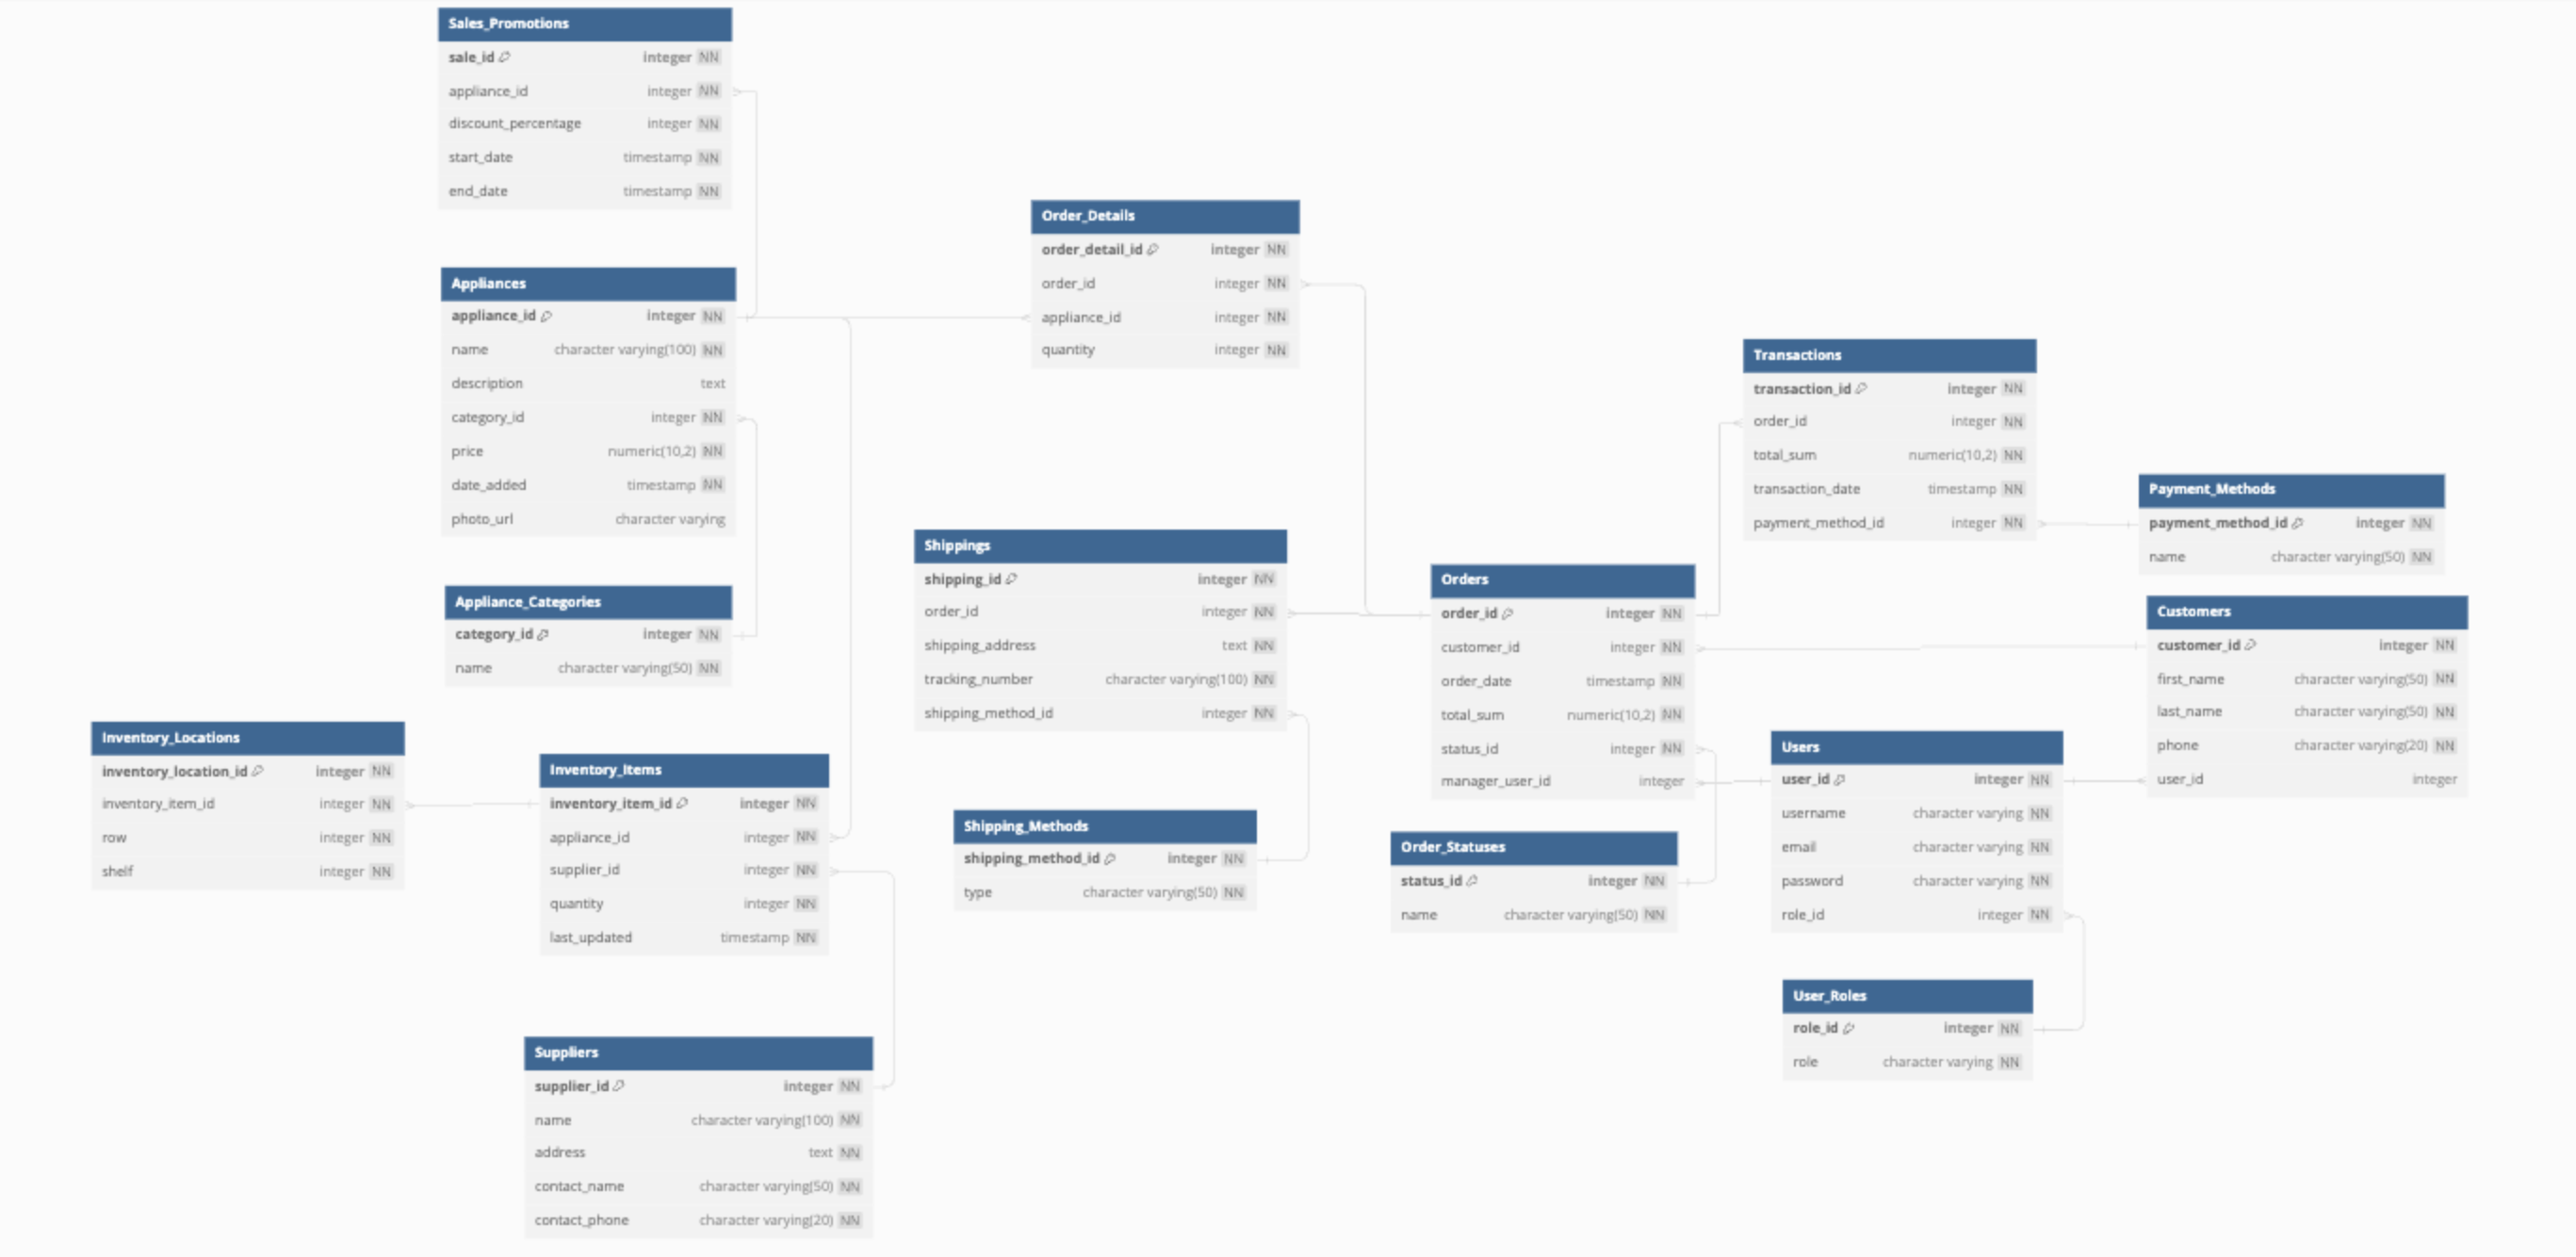 Sales_Promotions
sale_id integer NN
appliance_id integer NN
discount_percentage integer NN
start_date timestamp NN
end_date timestamp NN
Order_Details
order_detail_id integer NN
order_id integer NN
appliance_id integer NN
quantity integer NN
Appliances
appliance_id integer NN
name character varying(100) NN
description text
category_id integer NN
price numeric(10,2) NN
date_added timestamp NN
photo_url character varying
Transactions
transaction_id integer NN
order_id integer NN
total_sum numeric(10,2) NN
transaction_date timestamp NN
payment_method_id integer NN
Payment_Methods
payment_method_id integer NN
name character varying(50) NN
Shippings
shipping_id integer NN
order_id integer NN
shipping_address text NN
tracking_number character varying(100) NN
shipping_method_id integer NN
Orders
order_id integer NN
customer_id integer NN
order_date timestamp NN
total_sum numeric(10,2) NN
status_id integer NN
manager_user_id integer
Appliance_Categories
category_id integer NN
name character varying(50) NN
Customers
customer_id integer NN
first_name character varying(50) NN
last_name character varying(50) NN
phone character varying(20) NN
user_id integer
Inventory_Locations
inventory_location_id integer NN
inventory_item_id integer NN
row integer NN
shelf integer NN
Inventory_Items
inventory_item_id integer NN
appliance_id integer NN
supplier_id integer NN
quantity integer NN
last_updated timestamp NN
Shipping_Methods
shipping_method_id integer NN
type character varying(50) NN
Order_Statuses
status_id integer NN
name character varying(50) NN
Users
user_id integer NN
username character varying NN
email character varying NN
password character varying NN
role_id integer NN
User_Roles
role_id integer NN
role character varying NN
Suppliers
supplier_id integer NN
name character varying(100) NN
address text NN
contact_name character varying(50) NN
contact_phone character varying(20) NN